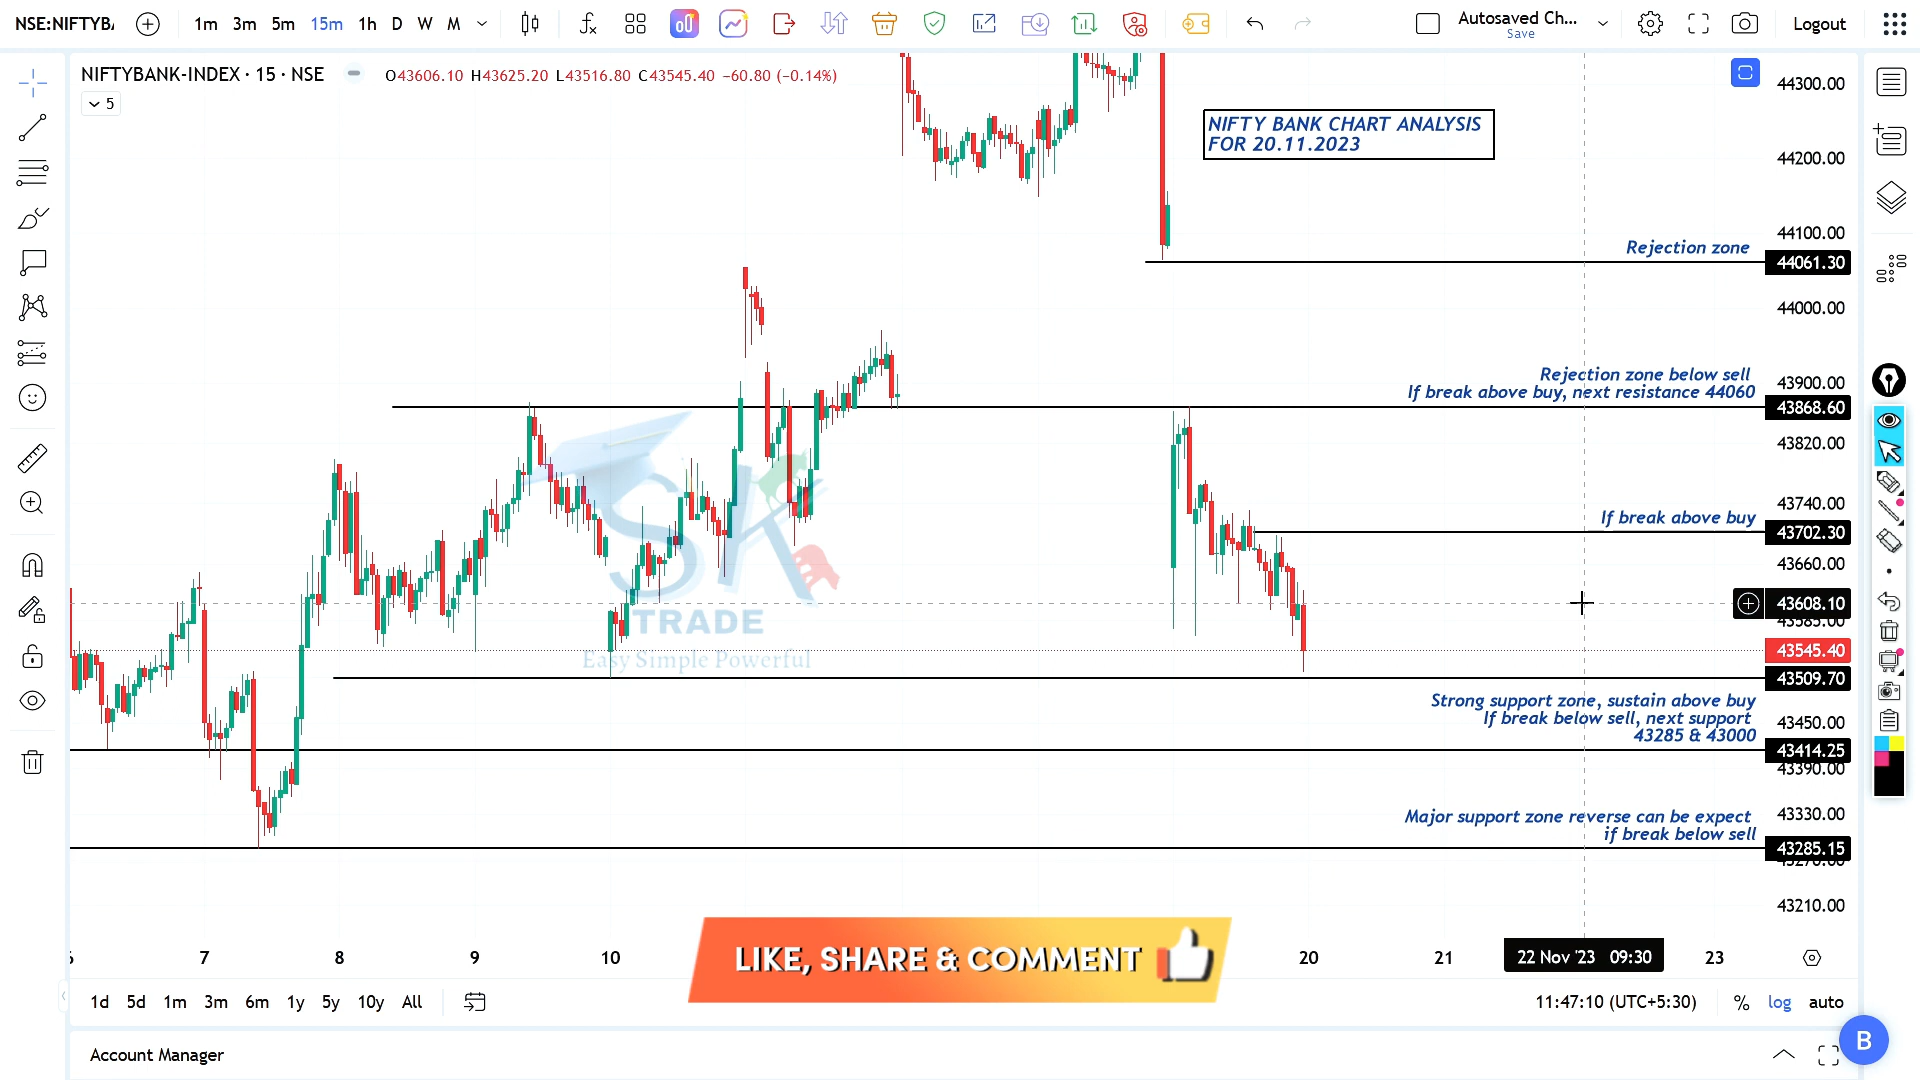 NSE:NIFTYB
1m 3m 5m 15m 1h D W M
Autosaved Ch...
Save
Logout
NIFTYBANK-INDEX · 15 · NSE
O43606.10 H43625.20 L43516.80 C43545.40 −60.80 (−0.14%)
5
NIFTY BANK CHART ANALYSIS
FOR 20.11.2023
44300.00
44200.00
44100.00
Rejection zone
44061.30
44000.00
Rejection zone below sell
43900.00
If break above buy, next resistance 44060
43868.60
43820.00
43740.00
If break above buy
43702.30
43660.00
43608.10
43585.00
43545.40
43509.70
SK
TRADE
Easy Simple Powerful
Strong support zone, sustain above buy
If break below sell, next support
43450.00
43285 & 43000
43414.25
43390.00
Major support zone reverse can be expect
43330.00
if break below sell
43285.15
43270.00
43210.00
LIKE, SHARE & COMMENT
6 7 8 9 10 20 21 22 Nov '23 09:30 23
1d 5d 1m 3m 6m 1y 5y 10y All
11:47:10 (UTC+5:30) % log auto
Account Manager
B